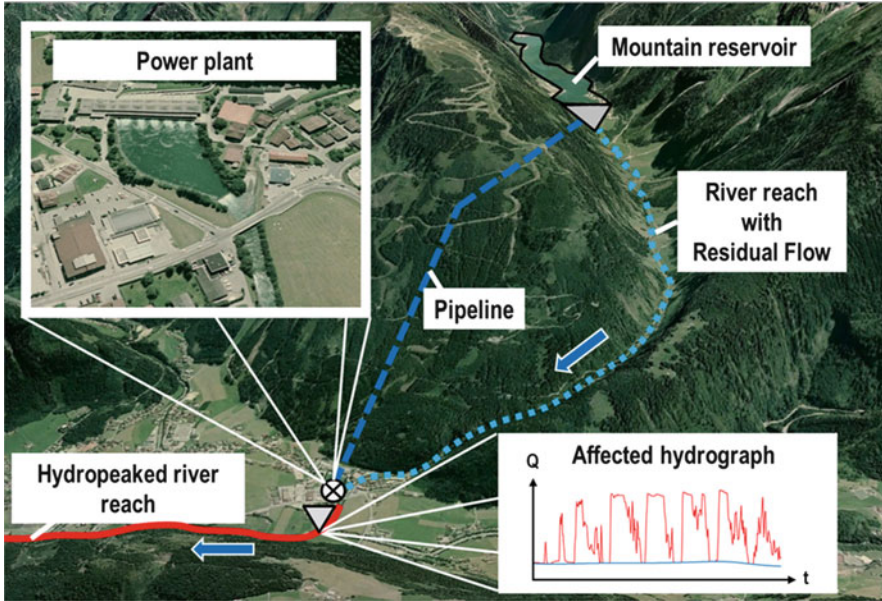 Power plant
Mountain reservoir
River reach
with
Residual Flow
Pipeline
Hydropeaked river
reach
Affected hydrograph
Q
t